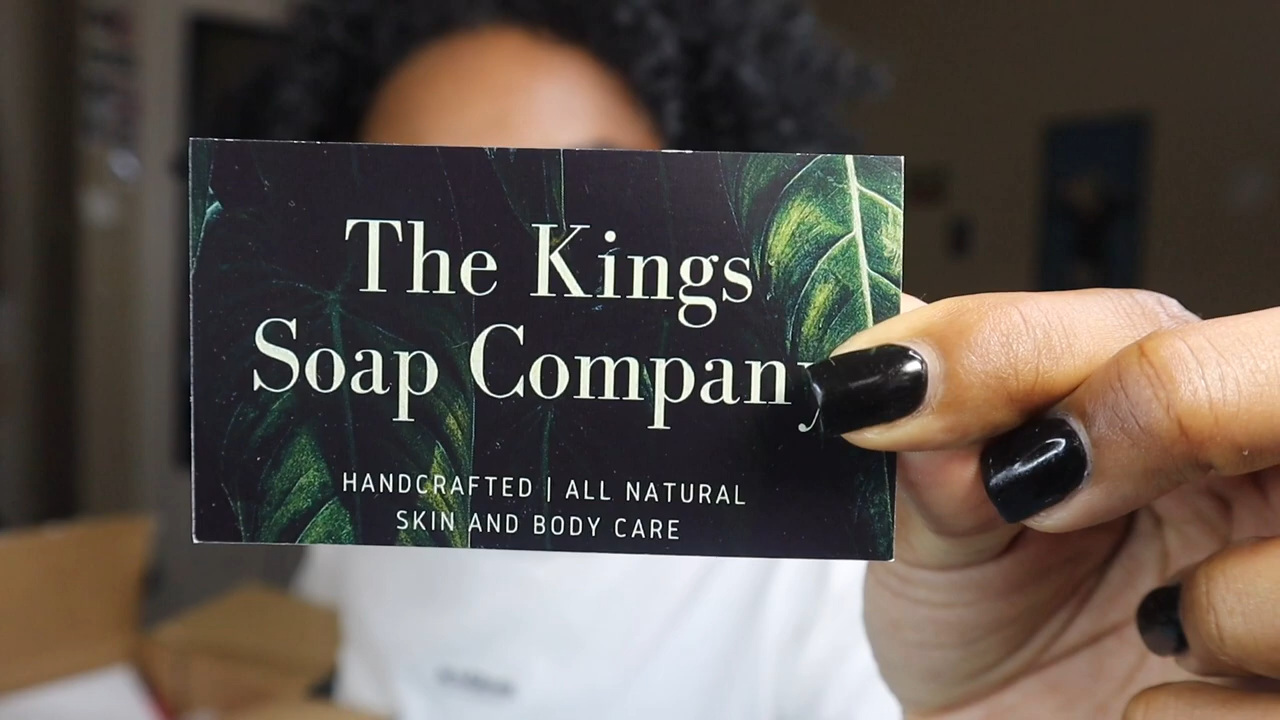 The Kings
Soap Company
HANDCRAFTED | ALL NATURAL
SKIN AND BODY CARE